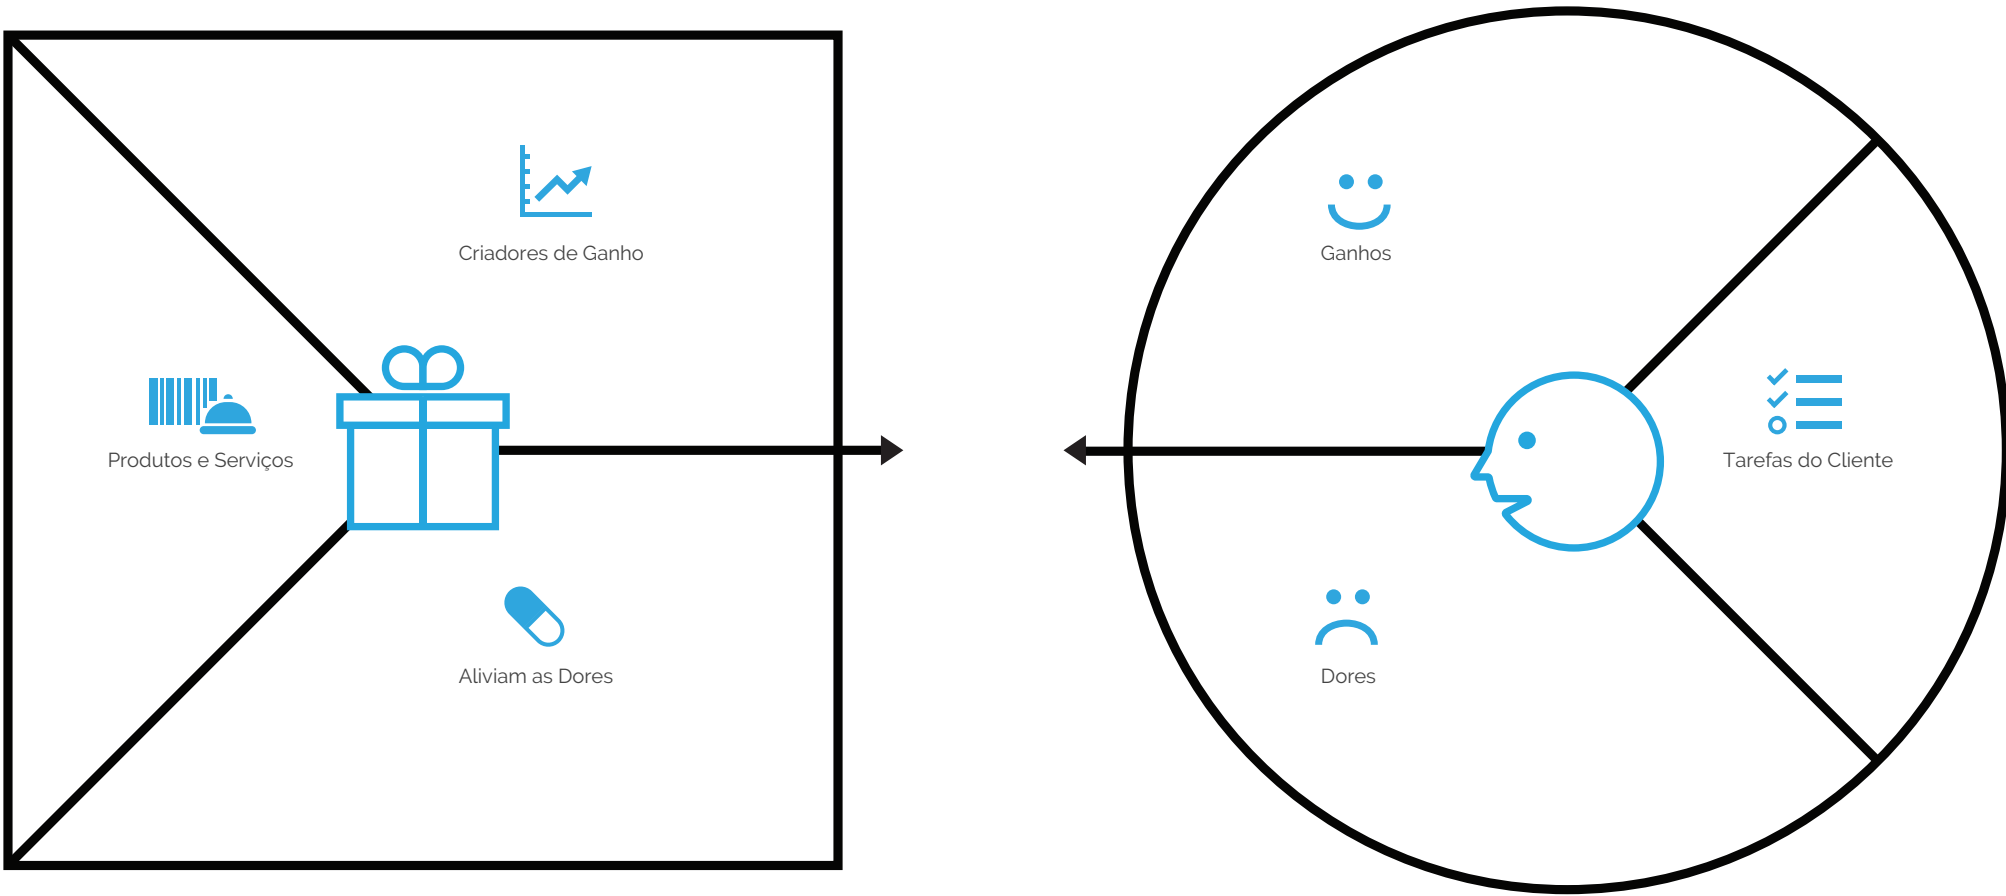 Criadores de Ganho
Produtos e Serviços
Aliviam as Dores
Ganhos
Tarefas do Cliente
Dores